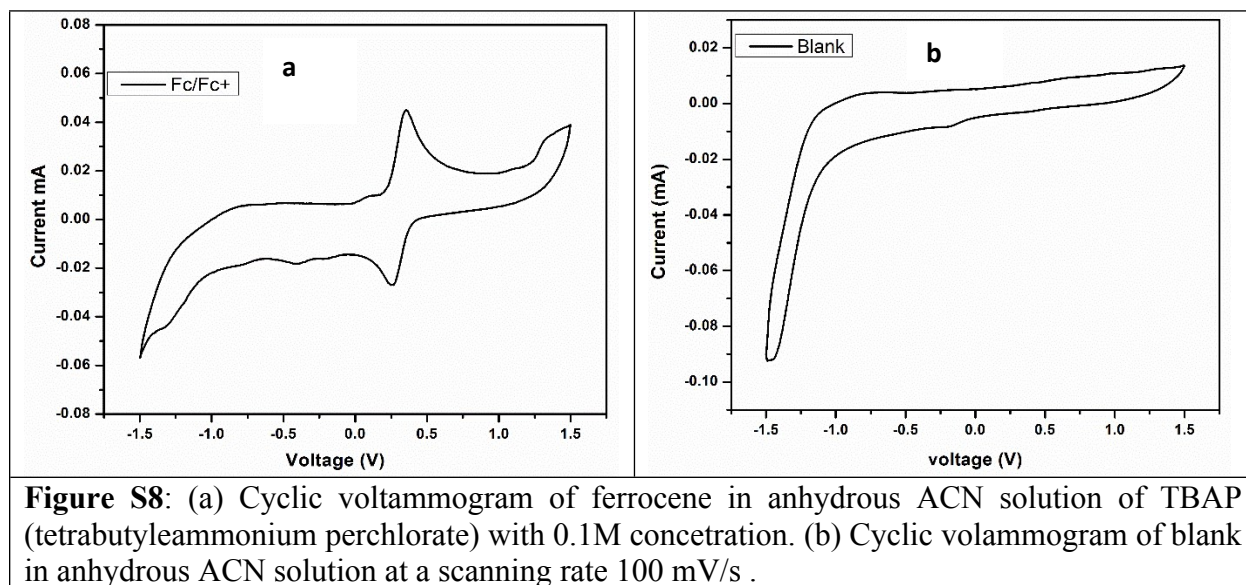 a
Fc/Fc+
0.08
0.06
0.04
0.02
0.00
-0.02
-0.04
-0.06
-0.08
Current mA
-1.5 -1.0 -0.5 0.0 0.5 1.0 1.5
Voltage (V)
b
Blank
0.02
0.00
-0.02
-0.04
-0.06
-0.08
-0.10
Current (mA)
-1.5 -1.0 -0.5 0.0 0.5 1.0 1.5
voltage (V)
Figure S8: (a) Cyclic voltammogram of ferrocene in anhydrous ACN solution of TBAP
(tetrabutyleammonium perchlorate) with 0.1M concetration. (b) Cyclic volammogram of blank
in anhydrous ACN solution at a scanning rate 100 mV/s .